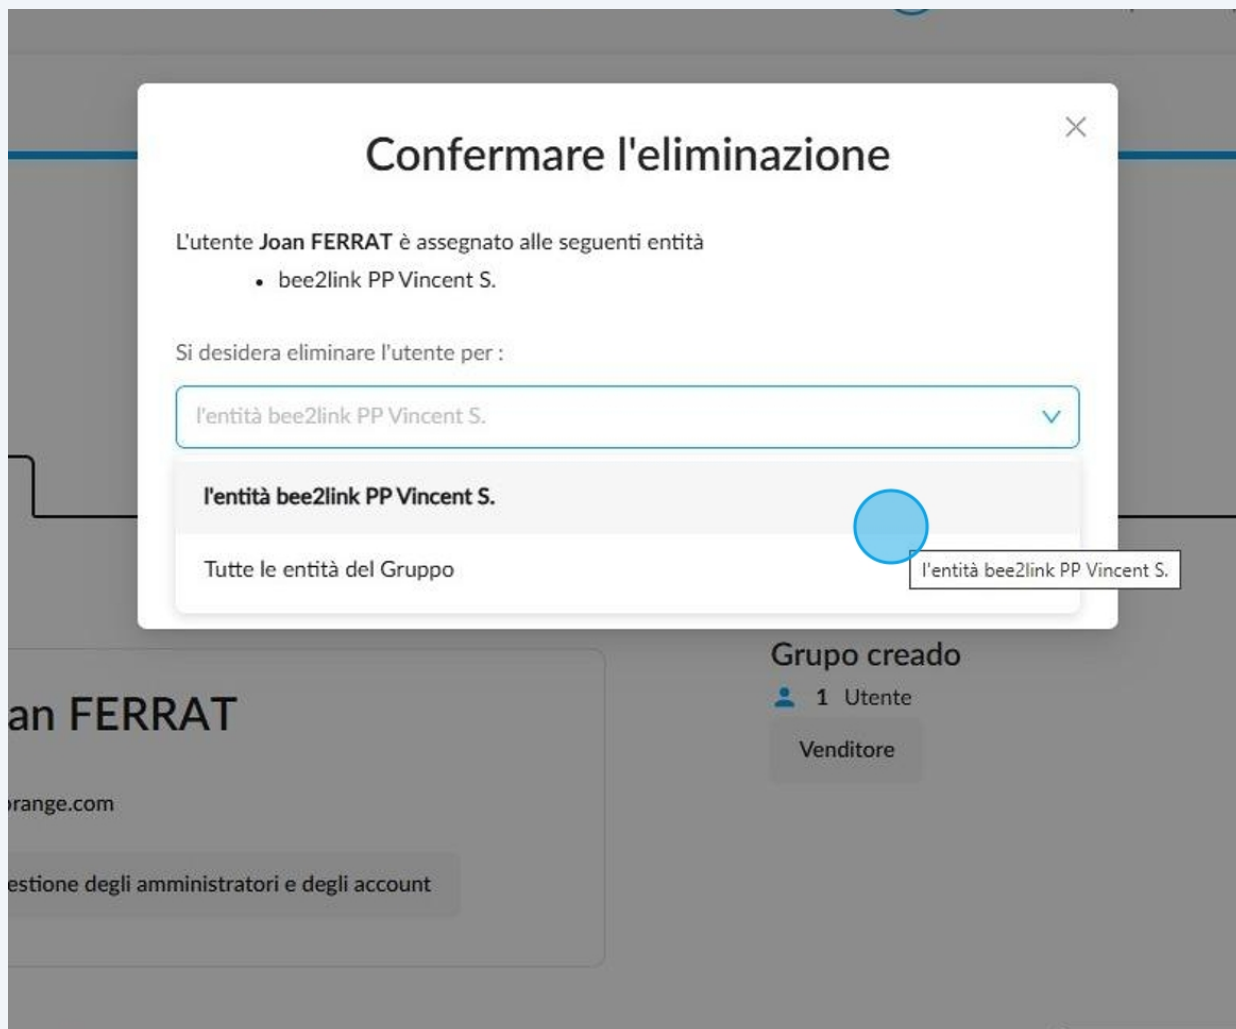 Confermare l'eliminazione
L'utente Joan FERRAT è assegnato alle seguenti entità
• bee2link PP Vincent S.
Si desidera eliminare l'utente per :
l'entità bee2link PP Vincent S.
l'entità bee2link PP Vincent S.
Tutte le entità del Gruppo
l'entità bee2link PP Vincent S.
Grupo creado
1 Utente
Venditore
an FERRAT
orange.com
estione degli amministratori e degli account